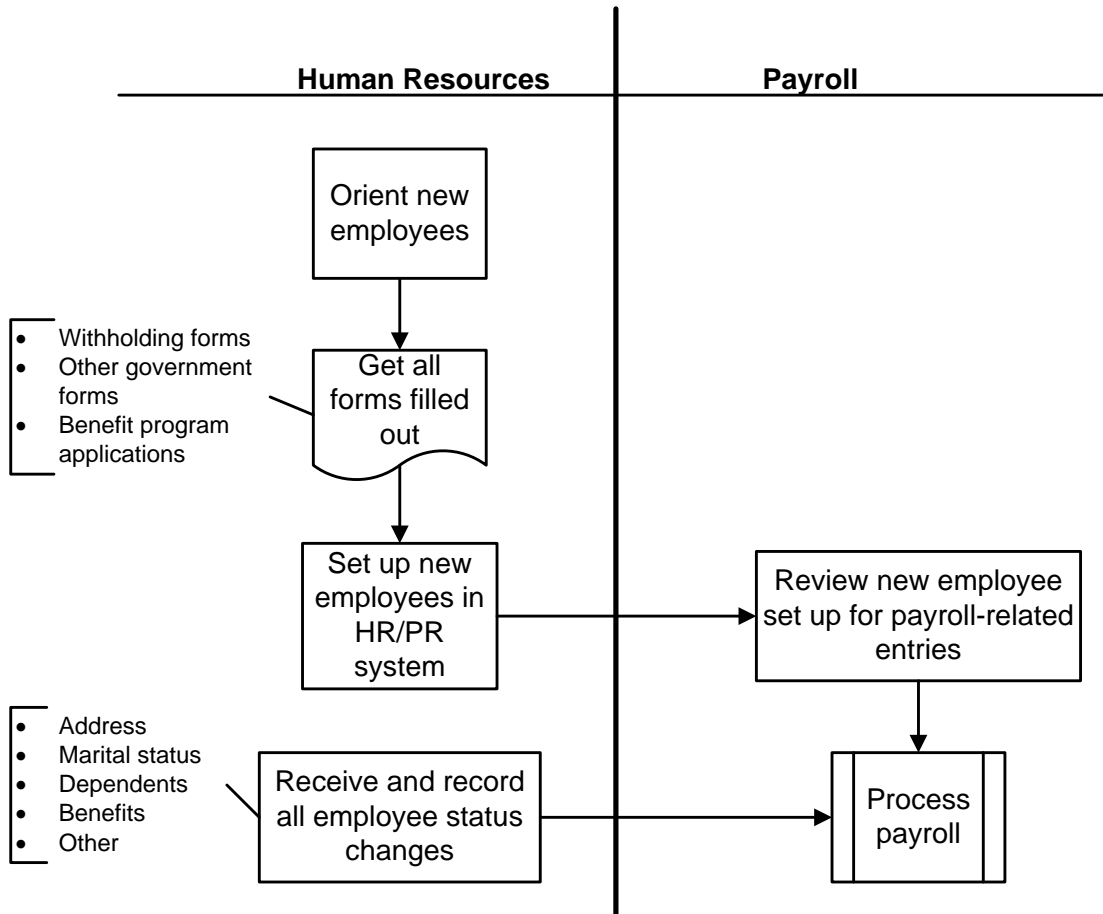 Human Resources
Payroll
Orient new
employees
• Withholding forms
• Other government
forms
• Benefit program
applications
Get all
forms filled
out
Set up new
employees in
HR/PR
system
Review new employee
set up for payroll-related
entries
• Address
• Marital status
• Dependents
• Benefits
• Other
Receive and record
all employee status
changes
Process
payroll